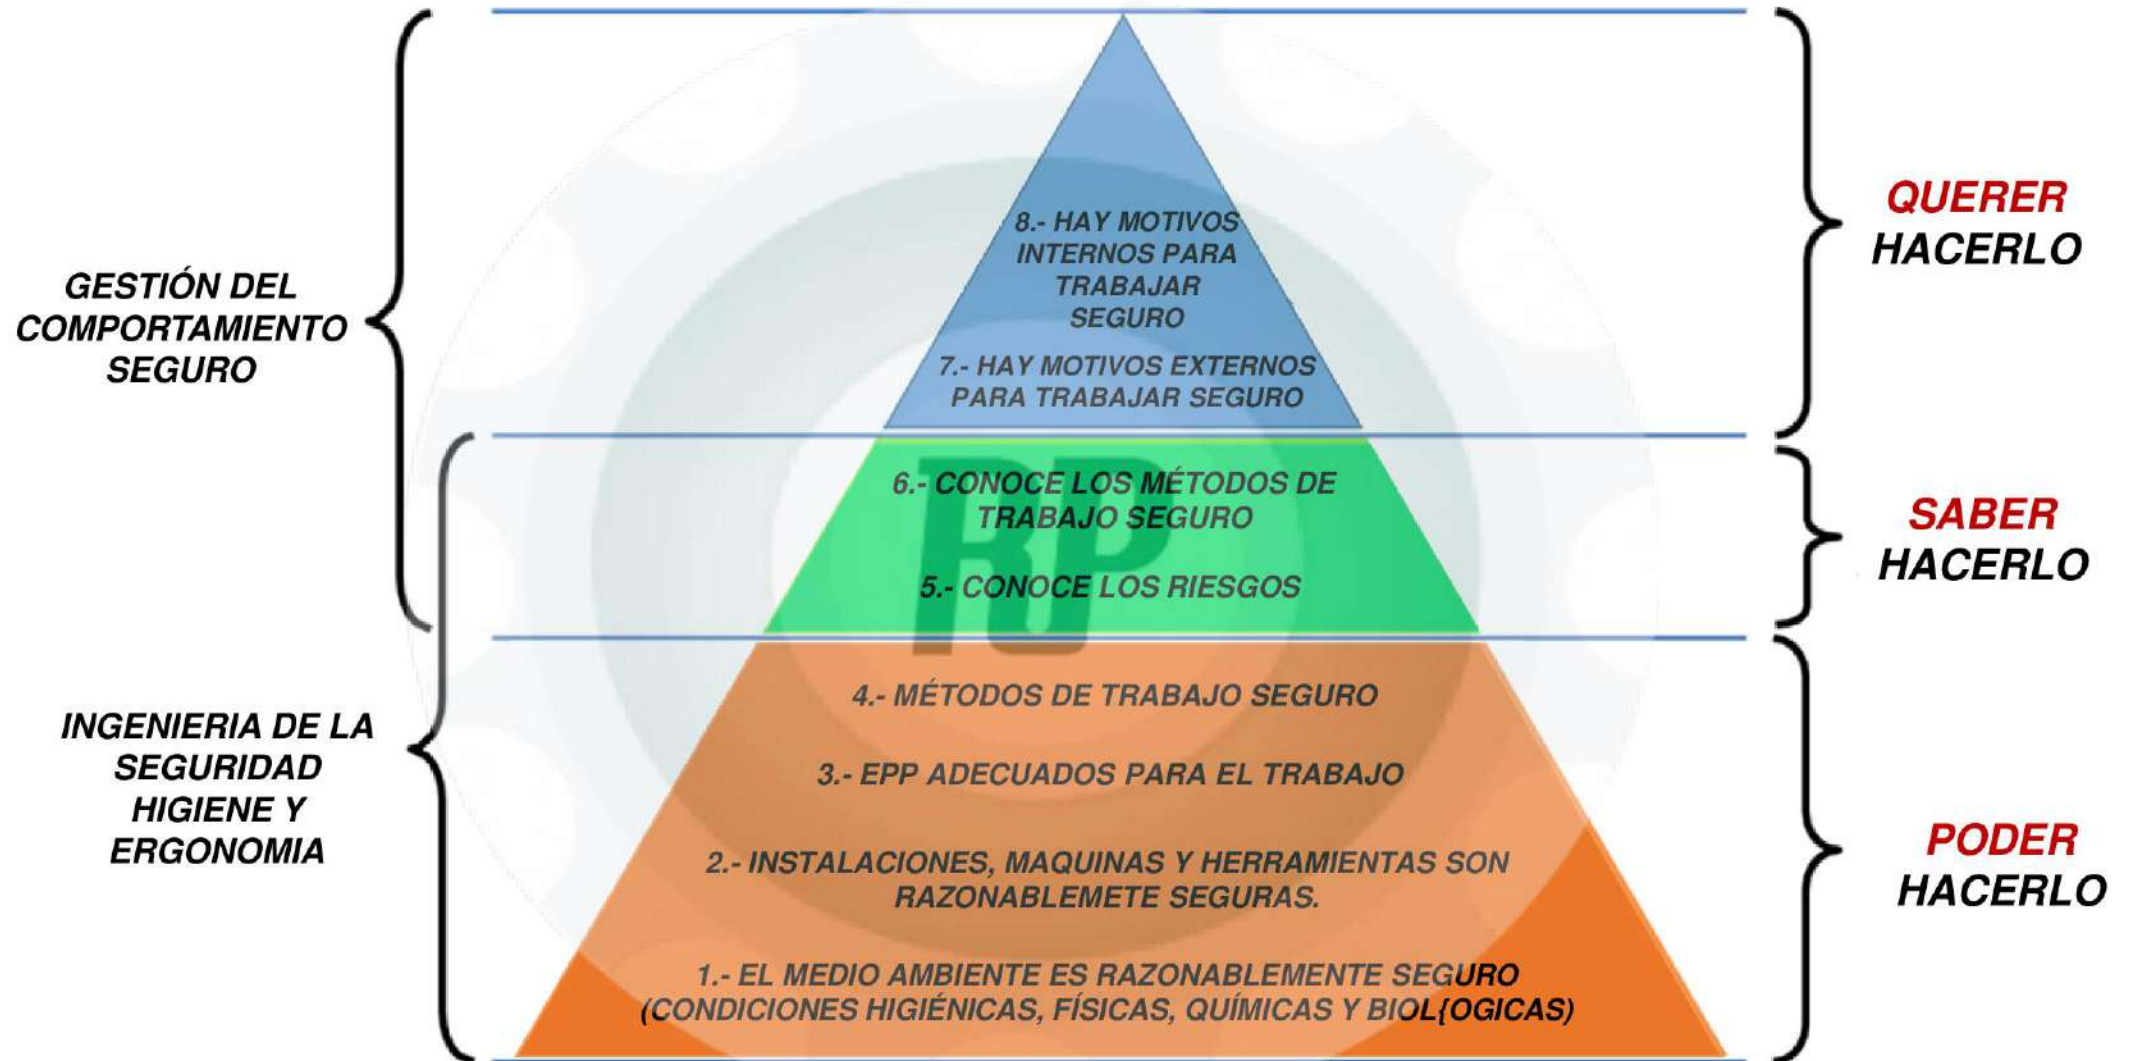 GESTIÓN DEL
COMPORTAMIENTO
SEGURO
INGENIERIA DE LA
SEGURIDAD
HIGIENE Y
ERGONOMIA
8.- HAY MOTIVOS
INTERNOS PARA
TRABAJAR
SEGURO
7.- HAY MOTIVOS EXTERNOS
PARA TRABAJAR SEGURO
6.- CONOCE LOS MÉTODOS DE
TRABAJO SEGURO
5.- CONOCE LOS RIESGOS
RP
4.- MÉTODOS DE TRABAJO SEGURO
3.- EPP ADECUADOS PARA EL TRABAJO
2.- INSTALACIONES, MAQUINAS Y HERRAMIENTAS SON
RAZONABLEMETE SEGURAS.
1.- EL MEDIO AMBIENTE ES RAZONABLEMENTE SEGURO
(CONDICIONES HIGIÉNICAS, FÍSICAS, QUÍMICAS Y BIOL{OGICAS)
QUERER
HACERLO
SABER
HACERLO
PODER
HACERLO